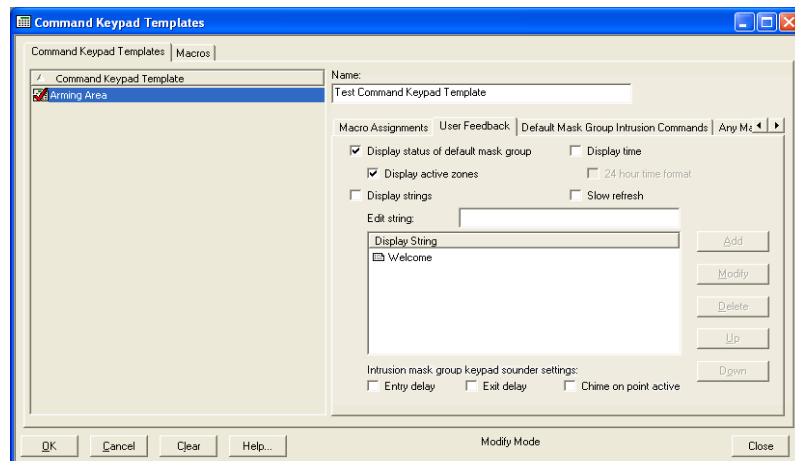 Command Keypad Templates
Command Keypad Templates Macros
Command Keypad Template
Arming Area
Name:
Test Command Keypad Template
Macro Assignments User Feedback Default Mask Group Intrusion Commands Any
Display status of default mask group Display time
Display active zones 24 hour time format
Display strings Slow refresh
Edit string:
Display String
Welcome
Add
Modify
Delete
Up
Down
Intrusion mask group keypad sounder settings:
Entry delay Exit delay Chime on point active
OK Cancel Clear Help... Modify Mode Close